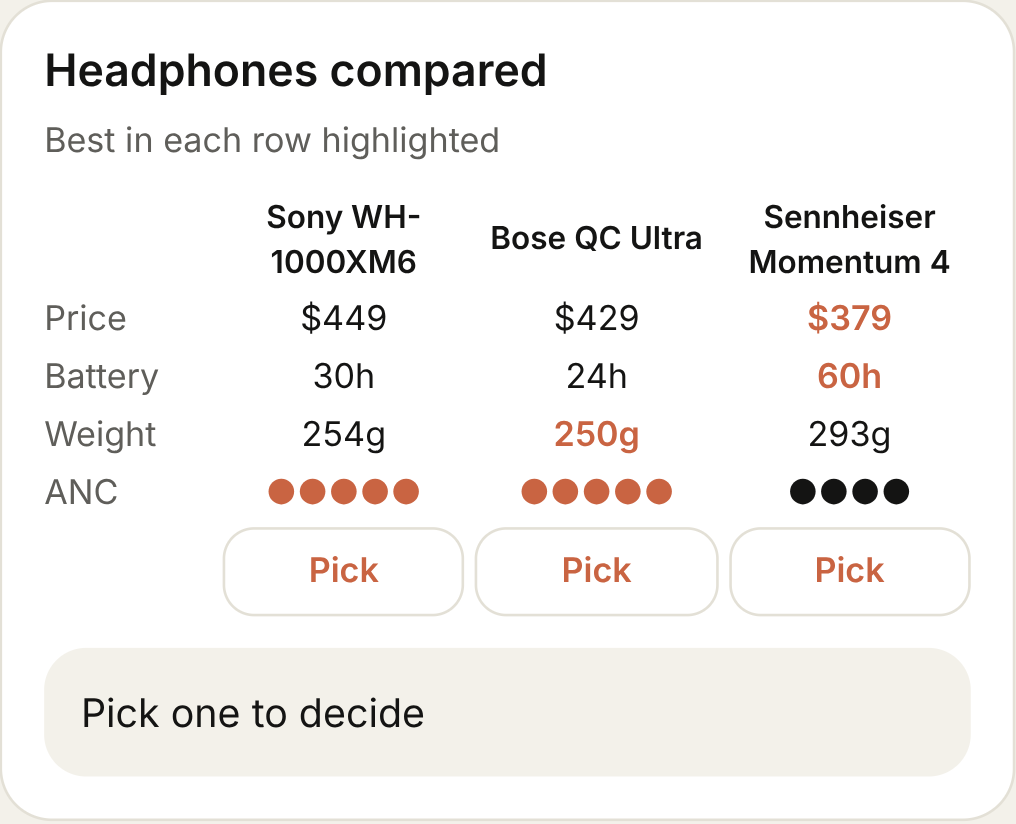 Headphones compared
Best in each row highlighted
Sony WH-
1000XM6
Bose QC Ultra
Sennheiser
Momentum 4
Price $449 $429 $379
Battery 30h 24h 60h
Weight 254g 250g 293g
ANC ●●●●● ●●●●● ●●●●
Pick Pick Pick
Pick one to decide